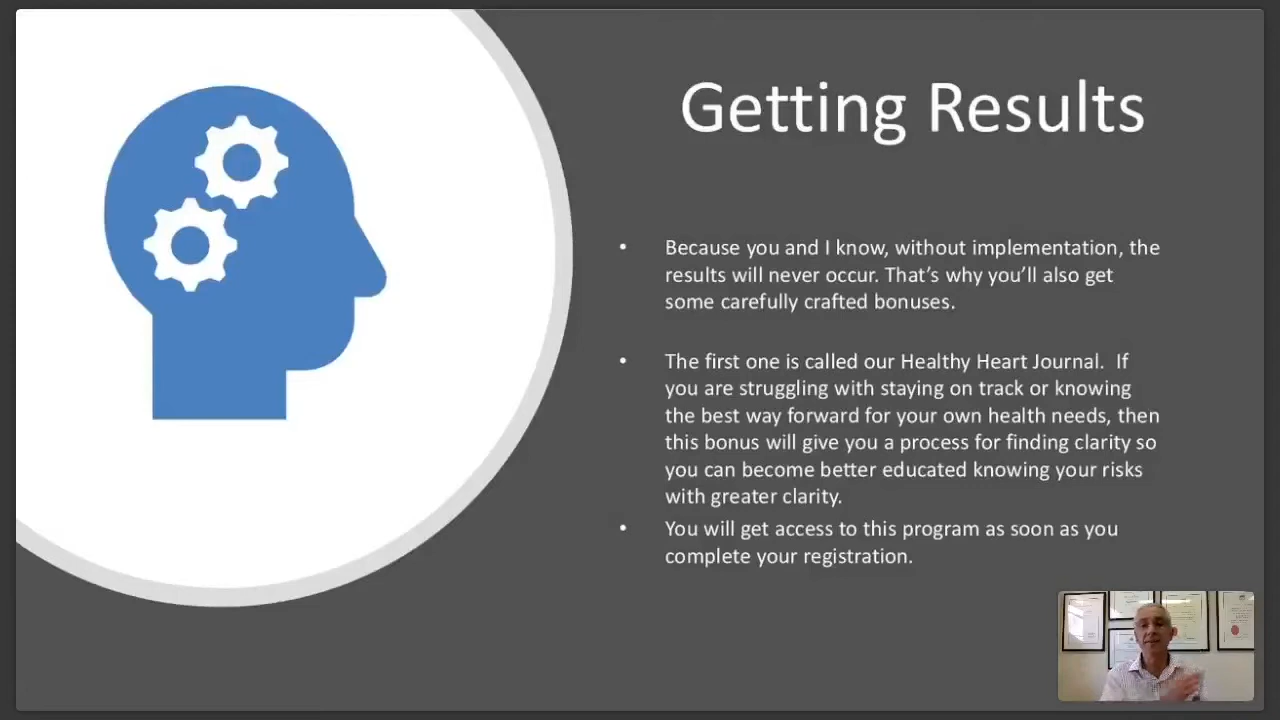 Getting Results
• Because you and I know, without implementation, the
results will never occur. That’s why you’ll also get
some carefully crafted bonuses.
• The first one is called our Healthy Heart Journal.  If
you are struggling with staying on track or knowing
the best way forward for your own health needs, then
this bonus will give you a process for finding clarity so
you can become better educated knowing your risks
with greater clarity.
• You will get access to this program as soon as you
complete your registration.